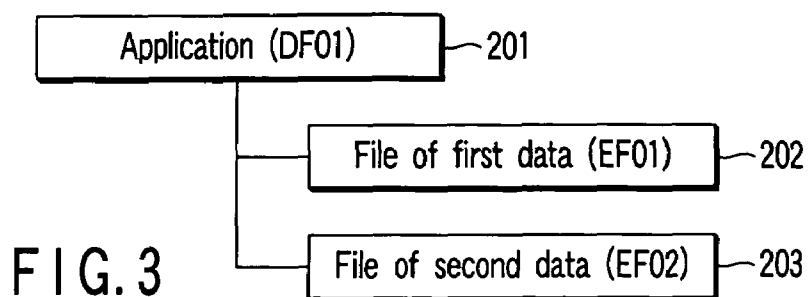 Application (DF01) 201
File of first data (EF01) 202
File of second data (EF02) 203
FIG. 3